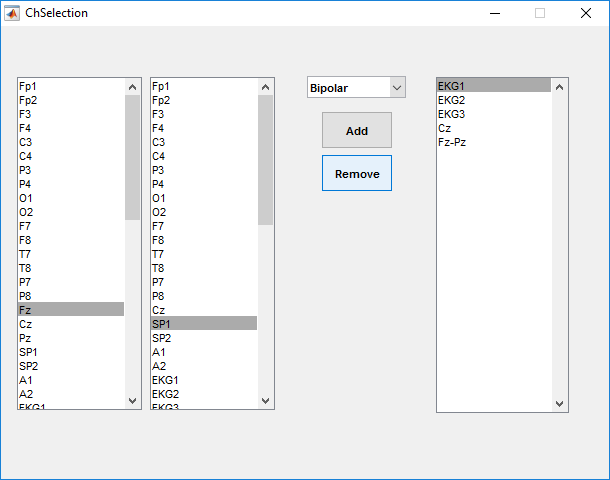 ChSelection
Fp1
Fp2
F3
F4
C3
C4
P3
P4
O1
O2
F7
F8
T7
T8
P7
P8
Fz
Cz
Pz
SP1
SP2
A1
A2
EKG1
Fp1
Fp2
F3
F4
C3
C4
P3
P4
O1
O2
F7
F8
T7
T8
P7
P8
Cz
SP1
SP2
A1
A2
EKG1
EKG2
EKG3
Bipolar
Add
Remove
EKG1
EKG2
EKG3
Cz
Fz-Pz